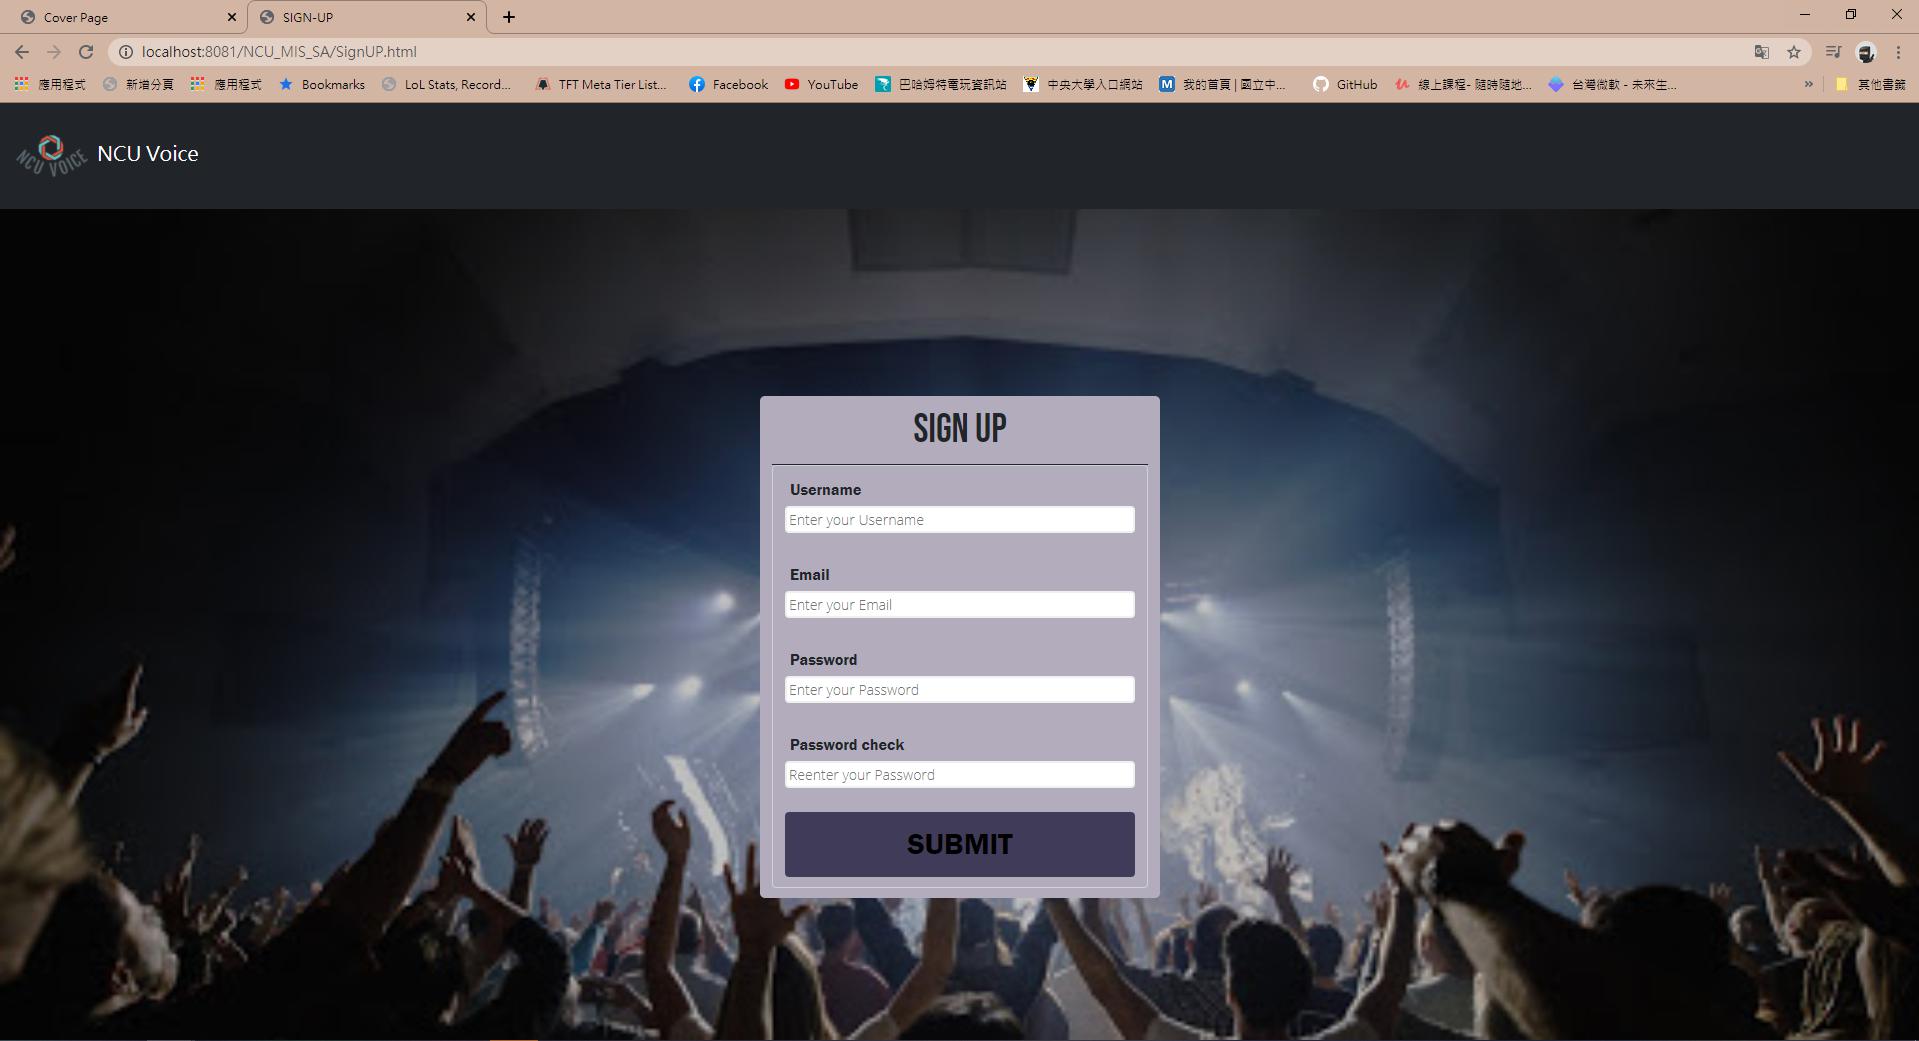 Cover Page
SIGN-UP
localhost:8081/NCU_MIS_SA/SignUP.html
應用程式
新增分頁
應用程式
Bookmarks
LoL Stats, Record...
TFT Meta Tier List...
Facebook
YouTube
巴哈姆特電玩資訊站
中央大學入口網站
我的首頁 | 國立中...
GitHub
線上課程- 隨時隨地...
台灣微軟 - 未來生...
»
其他書籤
NCU VOICE
NCU Voice
SIGN UP
Username
Enter your Username
Email
Enter your Email
Password
Enter your Password
Password check
Reenter your Password
SUBMIT